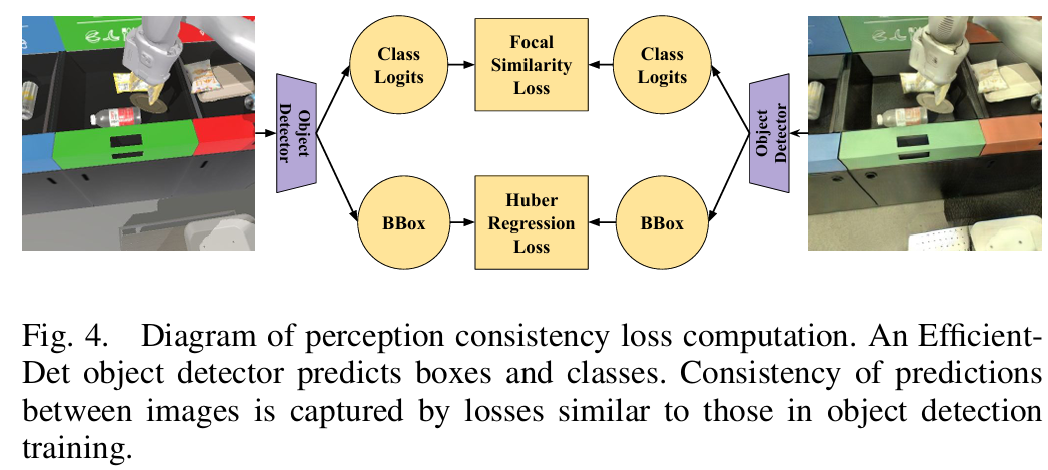 Class
Logits
Focal
Similarity
Loss
Class
Logits
Object
Detector
Object
Detector
BBox
Huber
Regression
Loss
BBox
Fig. 4. Diagram of perception consistency loss computation. An Efficient-
Det object detector predicts boxes and classes. Consistency of predictions
between images is captured by losses similar to those in object detection
training.